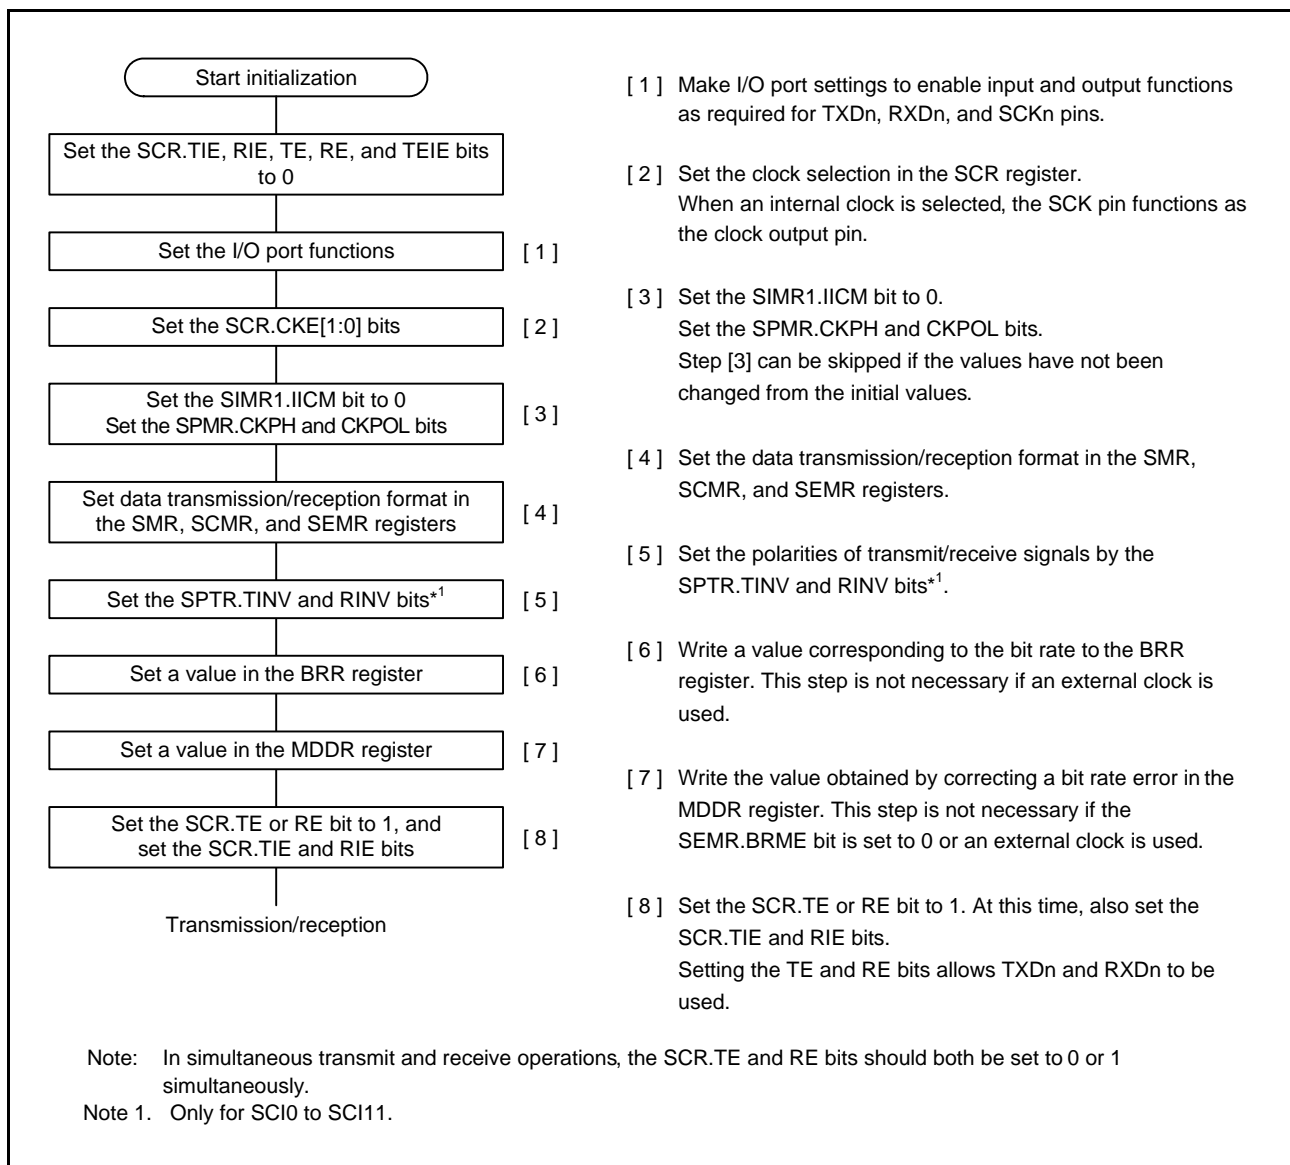 Start initialization
Set the SCR.TIE, RIE, TE, RE, and TEIE bits
to 0
Set the I/O port functions
[ 1 ]
Set the SCR.CKE[1:0] bits
[ 2 ]
Set the SIMR1.IICM bit to 0
Set the SPMR.CKPH and CKPOL bits
[ 3 ]
Set data transmission/reception format in
the SMR, SCMR, and SEMR registers
[ 4 ]
Set the SPTR.TINV and RINV bits*1
[ 5 ]
Set a value in the BRR register
[ 6 ]
Set a value in the MDDR register
[ 7 ]
Set the SCR.TE or RE bit to 1, and
set the SCR.TIE and RIE bits
[ 8 ]
Transmission/reception
[ 1 ] Make I/O port settings to enable input and output functions
as required for TXDn, RXDn, and SCKn pins.
[ 2 ] Set the clock selection in the SCR register.
When an internal clock is selected, the SCK pin functions as
the clock output pin.
[ 3 ] Set the SIMR1.IICM bit to 0.
Set the SPMR.CKPH and CKPOL bits.
Step [3] can be skipped if the values have not been
changed from the initial values.
[ 4 ] Set the data transmission/reception format in the SMR,
SCMR, and SEMR registers.
[ 5 ] Set the polarities of transmit/receive signals by the
SPTR.TINV and RINV bits*1.
[ 6 ] Write a value corresponding to the bit rate to the BRR
register. This step is not necessary if an external clock is
used.
[ 7 ] Write the value obtained by correcting a bit rate error in the
MDDR register. This step is not necessary if the
SEMR.BRME bit is set to 0 or an external clock is used.
[ 8 ] Set the SCR.TE or RE bit to 1. At this time, also set the
SCR.TIE and RIE bits.
Setting the TE and RE bits allows TXDn and RXDn to be
used.
Note: In simultaneous transmit and receive operations, the SCR.TE and RE bits should both be set to 0 or 1
simultaneously.
Note 1. Only for SCI0 to SCI11.